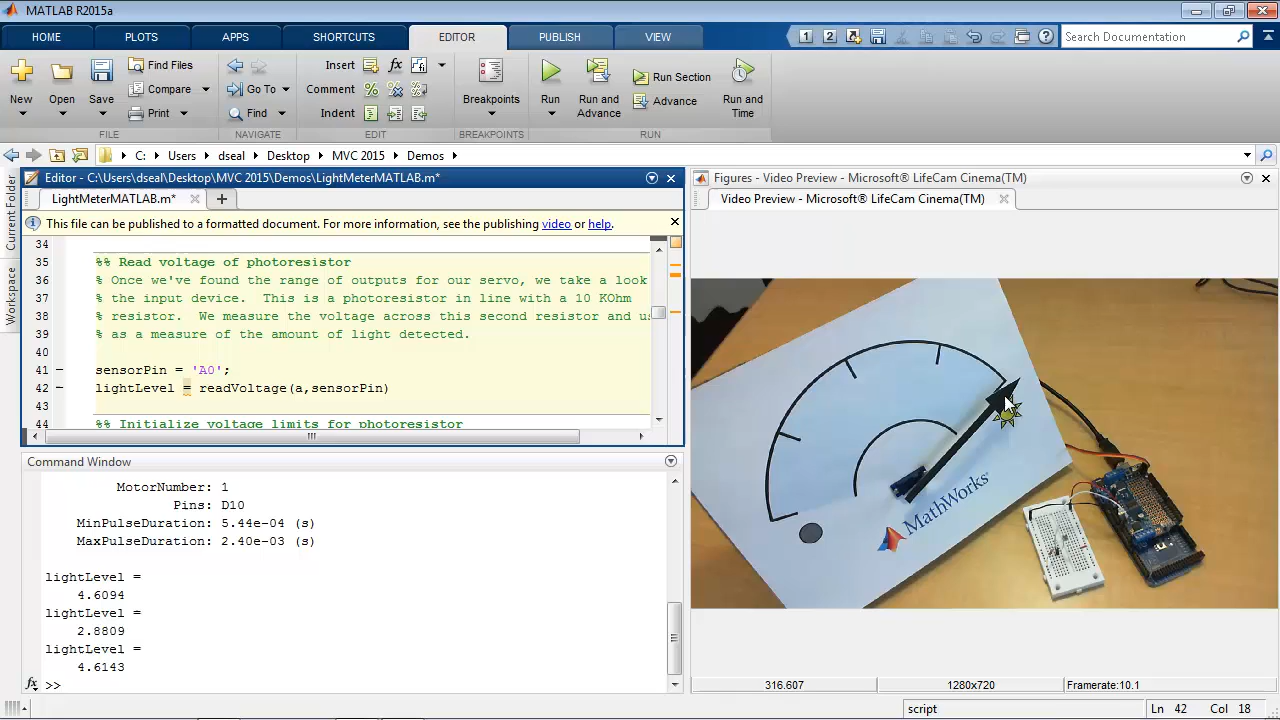 MATLAB R2015a
HOME PLOTS APPS SHORTCUTS EDITOR PUBLISH VIEW
1 2 Search Documentation
New Open Save Find Files Compare Print
Go To Find
Insert Comment Indent
Breakpoints
Run Run and Advance Run Section Advance Run and Time
FILE NAVIGATE EDIT BREAKPOINTS RUN
C: Users dseal Desktop MVC 2015 Demos
Current Folder
Workspace
Editor - C:\Users\dseal\Desktop\MVC 2015\Demos\LightMeterMATLAB.m*
LightMeterMATLAB.m*
This file can be published to a formatted document. For more information, see the publishing video or help.
34
35 %% Read voltage of photoresistor
36 % Once we've found the range of outputs for our servo, we take a look
37 % the input device.  This is a photoresistor in line with a 10 KOhm
38 % resistor.  We measure the voltage across this second resistor and us
39 % as a measure of the amount of light detected.
40
41 sensorPin = 'A0';
42 lightLevel = readVoltage(a,sensorPin)
43
44 %% Initialize voltage limits for photoresistor
Command Window
MotorNumber: 1
Pins: D10
MinPulseDuration: 5.44e-04 (s)
MaxPulseDuration: 2.40e-03 (s)
lightLevel =
4.6094
lightLevel =
2.8809
lightLevel =
4.6143
fx >>
Figures - Video Preview - Microsoft® LifeCam Cinema(TM)
Video Preview - Microsoft® LifeCam Cinema(TM)
MathWorks®
316.607 1280x720 Framerate:10.1
script Ln 42 Col 18